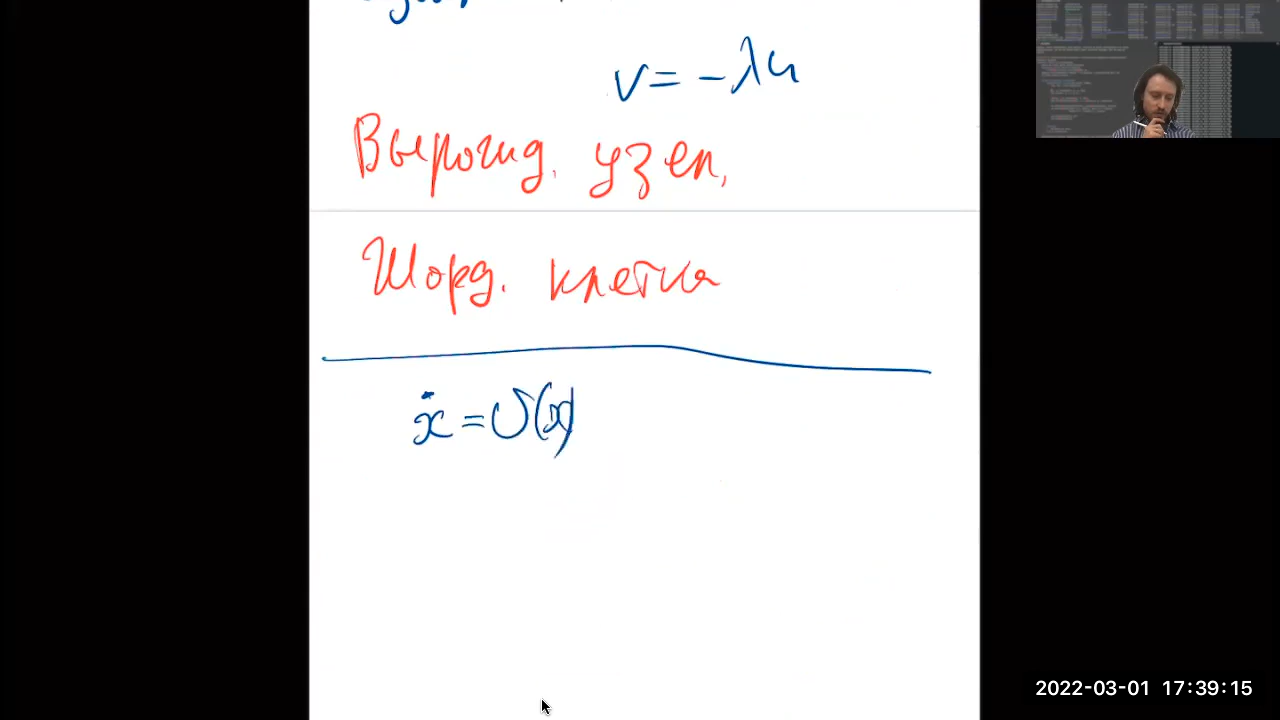 v = -λu
Вырожд. узел,
Жорд. клетка
ẋ = v(x)
2022-03-01 17:39:15